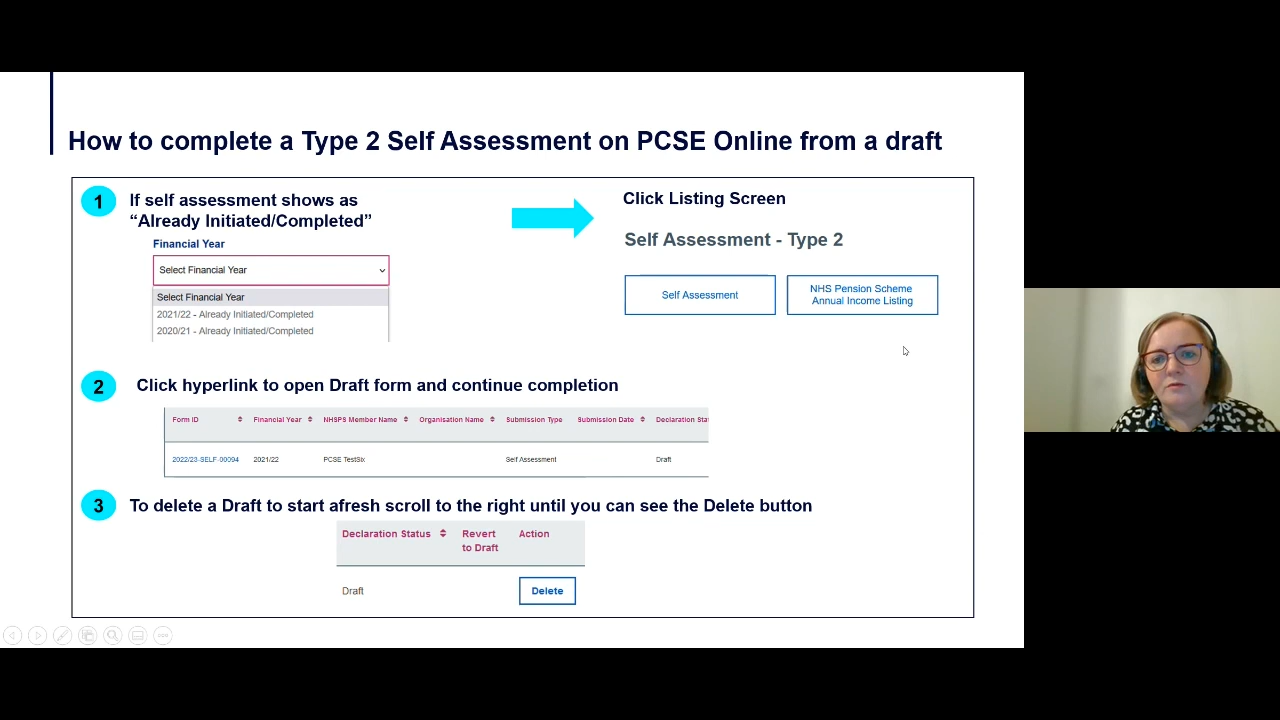 How to complete a Type 2 Self Assessment on PCSE Online from a draft
1
If self assessment shows as
“Already Initiated/Completed”
Financial Year
Select Financial Year
Select Financial Year
2021/22 - Already Initiated/Completed
2020/21 - Already Initiated/Completed
Click Listing Screen
Self Assessment - Type 2
Self Assessment
NHS Pension Scheme
Annual Income Listing
2
Click hyperlink to open Draft form and continue completion
Form ID Financial Year NHSPS Member Name Organisation Name Submission Type Submission Date Declaration Sta
2022/23-SELF-00094 2021/22 PCSE TestSix Self Assessment Draft
3
To delete a Draft to start afresh scroll to the right until you can see the Delete button
Declaration Status Revert Action
to Draft
Draft Delete